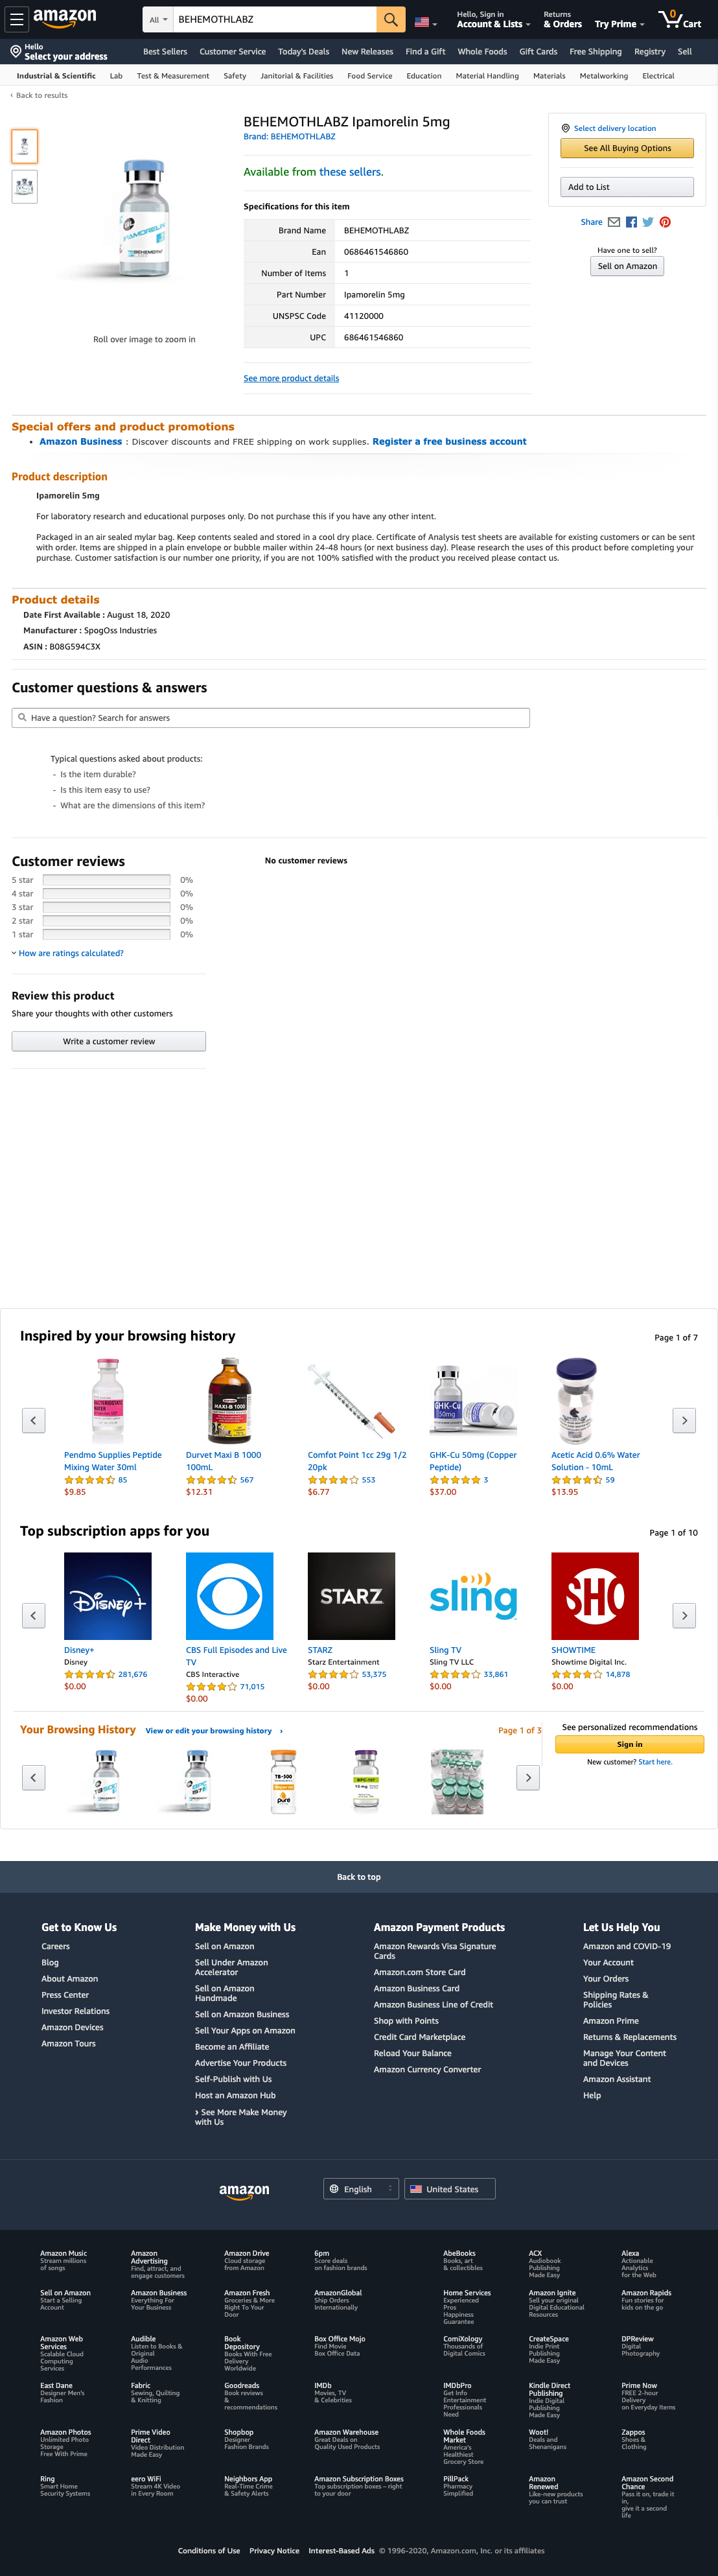 amazon
All
BEHEMOTHLABZ
Hello, Sign in
Account & Lists
Returns
& Orders
Try Prime
0
Cart
Hello
Select your address
Best Sellers Customer Service Today's Deals New Releases Find a Gift Whole Foods Gift Cards Free Shipping Registry Sell
Industrial & Scientific Lab Test & Measurement Safety Janitorial & Facilities Food Service Education Material Handling Materials Metalworking Electrical
‹ Back to results
BEHEMOTHLABZ Ipamorelin 5mg
Brand: BEHEMOTHLABZ
Available from these sellers.
Specifications for this item
Brand Name BEHEMOTHLABZ
Ean 0686461546860
Number of Items 1
Part Number Ipamorelin 5mg
UNSPSC Code 41120000
UPC 686461546860
See more product details
Roll over image to zoom in
Select delivery location
See All Buying Options
Add to List
Share
Have one to sell?
Sell on Amazon
Special offers and product promotions
• Amazon Business : Discover discounts and FREE shipping on work supplies. Register a free business account
Product description
Ipamorelin 5mg
For laboratory research and educational purposes only. Do not purchase this if you have any other intent.
Packaged in an air sealed mylar bag. Keep contents sealed and stored in a cool dry place. Certificate of Analysis test sheets are available for existing customers or can be sent
with order. Items are shipped in a plain envelope or bubble mailer within 24-48 hours (or next business day). Please research the uses of this product before completing your
purchase. Customer satisfaction is our number one priority, if you are not 100% satisfied with the product you received please contact us.
Product details
Date First Available : August 18, 2020
Manufacturer : SpogOss Industries
ASIN : B08G594C3X
Customer questions & answers
Have a question? Search for answers
Typical questions asked about products:
- Is the item durable?
- Is this item easy to use?
- What are the dimensions of this item?
Customer reviews
5 star 0%
4 star 0%
3 star 0%
2 star 0%
1 star 0%
How are ratings calculated?
No customer reviews
Review this product
Share your thoughts with other customers
Write a customer review
Inspired by your browsing history
Page 1 of 7
Pendmo Supplies Peptide
Mixing Water 30ml
85
$9.85
Durvet Maxi B 1000
100mL
567
$12.31
Comfot Point 1cc 29g 1/2
20pk
553
$6.77
GHK-Cu 50mg (Copper
Peptide)
3
$37.00
Acetic Acid 0.6% Water
Solution - 10mL
59
$13.95
Top subscription apps for you
Page 1 of 10
Disney+
STARZ
sling
SHO
Disney+
Disney
281,676
$0.00
CBS Full Episodes and Live
TV
CBS Interactive
71,015
$0.00
STARZ
Starz Entertainment
53,375
$0.00
Sling TV
Sling TV LLC
33,861
$0.00
SHOWTIME
Showtime Digital Inc.
14,878
$0.00
Your Browsing History View or edit your browsing history ›
Page 1 of 3
See personalized recommendations
Sign in
New customer? Start here.
Back to top
Get to Know Us
Careers
Blog
About Amazon
Press Center
Investor Relations
Amazon Devices
Amazon Tours
Make Money with Us
Sell on Amazon
Sell Under Amazon
Accelerator
Sell on Amazon
Handmade
Sell on Amazon Business
Sell Your Apps on Amazon
Become an Affiliate
Advertise Your Products
Self-Publish with Us
Host an Amazon Hub
› See More Make Money
with Us
Amazon Payment Products
Amazon Rewards Visa Signature
Cards
Amazon.com Store Card
Amazon Business Card
Amazon Business Line of Credit
Shop with Points
Credit Card Marketplace
Reload Your Balance
Amazon Currency Converter
Let Us Help You
Amazon and COVID-19
Your Account
Your Orders
Shipping Rates &
Policies
Amazon Prime
Returns & Replacements
Manage Your Content
and Devices
Amazon Assistant
Help
amazon
English
United States
Amazon Music
Stream millions
of songs
Amazon
Advertising
Find, attract, and
engage customers
Amazon Drive
Cloud storage
from Amazon
6pm
Score deals
on fashion brands
AbeBooks
Books, art
& collectibles
ACX
Audiobook
Publishing
Made Easy
Alexa
Actionable
Analytics
for the Web
Sell on Amazon
Start a Selling
Account
Amazon Business
Everything For
Your Business
Amazon Fresh
Groceries & More
Right To Your
Door
AmazonGlobal
Ship Orders
Internationally
Home Services
Experienced
Pros
Happiness
Guarantee
Amazon Ignite
Sell your original
Digital Educational
Resources
Amazon Rapids
Fun stories for
kids on the go
Amazon Web
Services
Scalable Cloud
Computing
Services
Audible
Listen to Books &
Original
Audio
Performances
Book
Depository
Books With Free
Delivery
Worldwide
Box Office Mojo
Find Movie
Box Office Data
ComiXology
Thousands of
Digital Comics
CreateSpace
Indie Print
Publishing
Made Easy
DPReview
Digital
Photography
East Dane
Designer Men's
Fashion
Fabric
Sewing, Quilting
& Knitting
Goodreads
Book reviews
&
recommendations
IMDb
Movies, TV
& Celebrities
IMDbPro
Get Info
Entertainment
Professionals
Need
Kindle Direct
Publishing
Indie Digital
Publishing
Made Easy
Prime Now
FREE 2-hour
Delivery
on Everyday Items
Amazon Photos
Unlimited Photo
Storage
Free With Prime
Prime Video
Direct
Video Distribution
Made Easy
Shopbop
Designer
Fashion Brands
Amazon Warehouse
Great Deals on
Quality Used Products
Whole Foods
Market
America's
Healthiest
Grocery Store
Woot!
Deals and
Shenanigans
Zappos
Shoes &
Clothing
Ring
Smart Home
Security Systems
eero WiFi
Stream 4K Video
in Every Room
Neighbors App
Real-Time Crime
& Safety Alerts
Amazon Subscription Boxes
Top subscription boxes – right
to your door
PillPack
Pharmacy
Simplified
Amazon
Renewed
Like-new products
you can trust
Amazon Second
Chance
Pass it on, trade it
in,
give it a second
life
Conditions of Use Privacy Notice Interest-Based Ads © 1996-2020, Amazon.com, Inc. or its affiliates